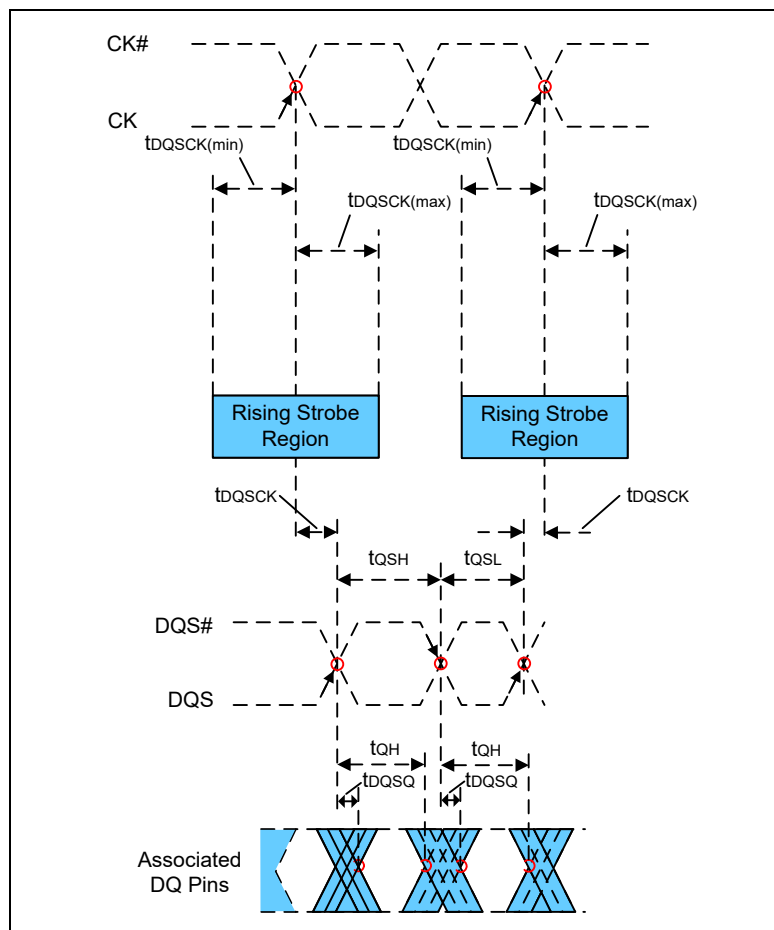 CK#
CK
tDQSCK(min)
tDQSCK(min)
tDQSCK(max)
tDQSCK(max)
Rising Strobe
Region
Rising Strobe
Region
tDQSCK
tDQSCK
tQSH
tQSL
DQS#
DQS
tQH
tQH
tDQSQ
tDQSQ
Associated
DQ Pins